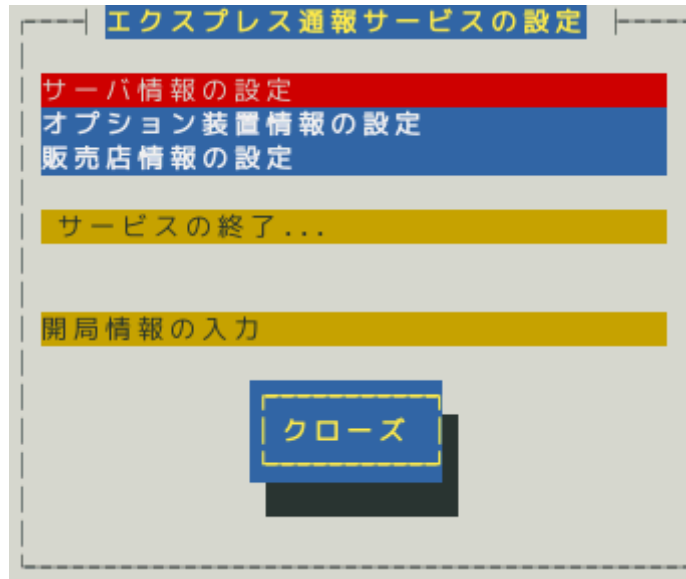 エクスプレス通報サービスの設定
サーバ情報の設定
オプション装置情報の設定
販売店情報の設定
サービスの終了...
開局情報の入力
クローズ